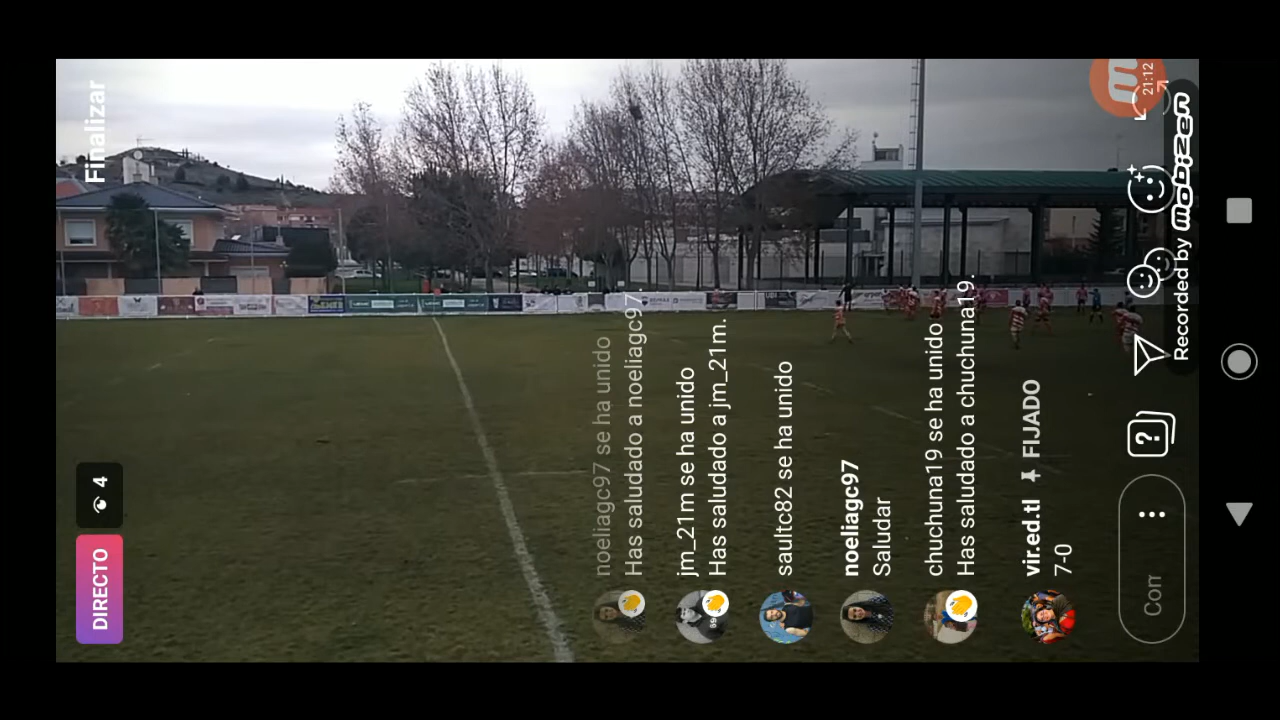 Finalizar
DIRECTO
4
noeliagc97 se ha unido
Has saludado a noeliagc97.
jm_21m se ha unido
Has saludado a jm_21m.
saultc82 se ha unido
noeliagc97
Saludar
chuchuna19 se ha unido
Has saludado a chuchuna19.
vir.ed.tl FIJADO
7-0
Com
?
21:12
Recorded by mobizen